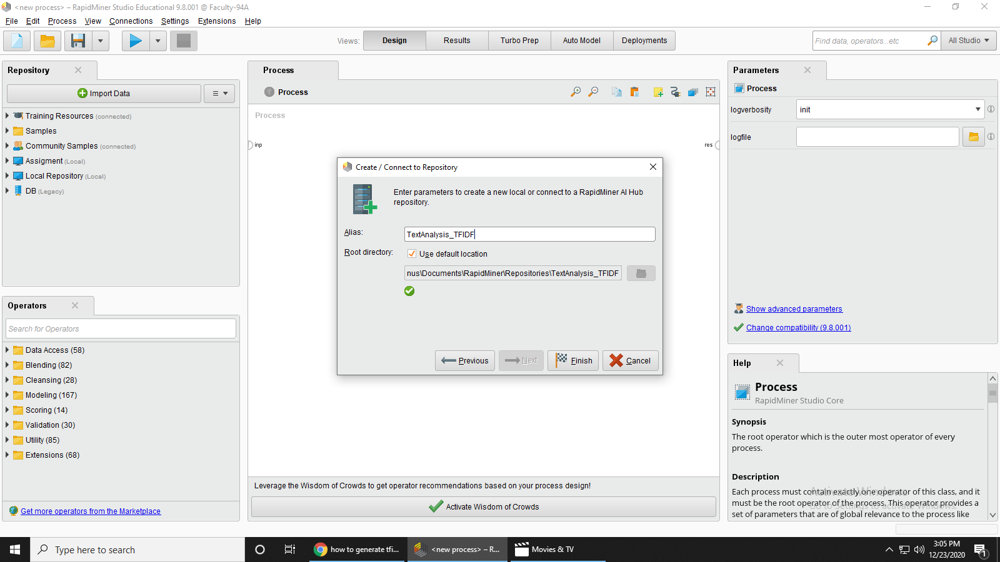 <new process> – RapidMiner Studio Educational 9.8.001 @ Faculty-94A
File Edit Process View Connections Settings Extensions Help
Views: Design Results Turbo Prep Auto Model Deployments
Find data, operators...etc
All Studio
Repository
Import Data
Training Resources (connected)
Samples
Community Samples (connected)
Assigment (Local)
Local Repository (Local)
DB (Legacy)
Operators
Search for Operators
Data Access (58)
Blending (82)
Cleansing (28)
Modeling (167)
Scoring (14)
Validation (30)
Utility (85)
Extensions (68)
Get more operators from the Marketplace
Process
Process
Process
inp
res
Create / Connect to Repository
Enter parameters to create a new local or connect to a RapidMiner AI Hub
repository.
Alias:
TextAnalysis_TFIDF
Root directory:
Use default location
nus\Documents\RapidMiner\Repositories\TextAnalysis_TFIDF
Previous
Next
Finish
Cancel
Leverage the Wisdom of Crowds to get operator recommendations based on your process design!
Activate Wisdom of Crowds
Parameters
Process
logverbosity
init
logfile
Show advanced parameters
Change compatibility (9.8.001)
Help
Process
RapidMiner Studio Core
Synopsis
The root operator which is the outer most operator of every
process.
Description
Each process must contain exactly one operator of this class, and it
must be the root operator of the process. This operator provides a
set of parameters that are of global relevance to the process like
Activate Windows
Go to Settings to activate Windows.
Type here to search
how to generate tfi...
<new process> – R...
Movies & TV
3:05 PM
12/23/2020
1